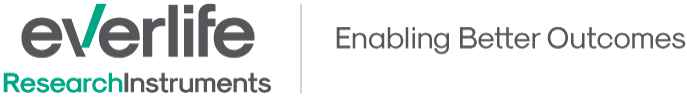 everlife
ResearchInstruments
Enabling Better Outcomes